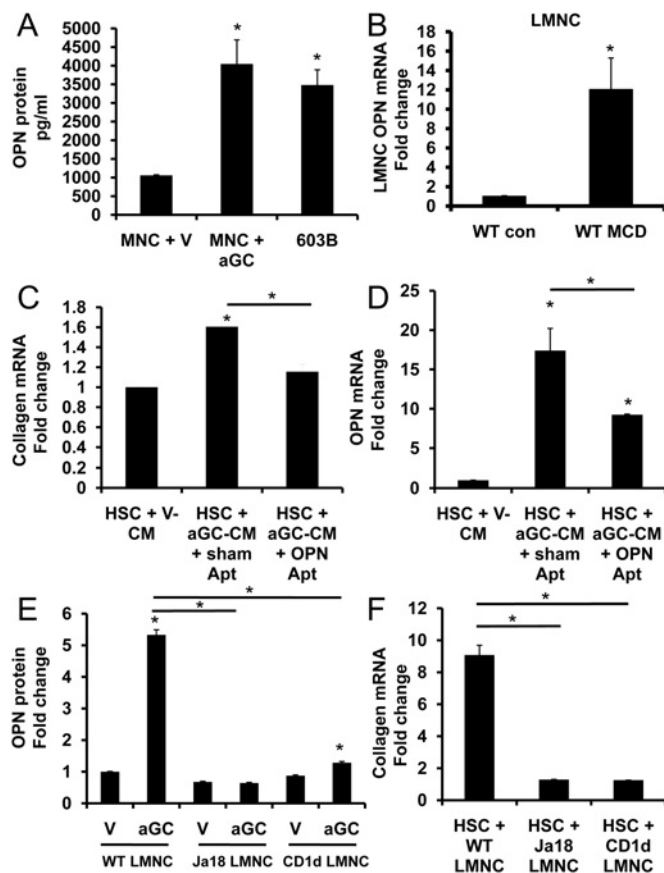 A
OPN protein
pg/ml
5000
4500
4000
3500
3000
2500
2000
1500
1000
500
0
*
*
MNC + V
MNC +
aGC
603B
B
LMNC
LMNC OPN mRNA
Fold change
18
16
14
12
10
8
6
4
2
0
*
WT con
WT MCD
C
Collagen mRNA
Fold change
1.8
1.6
1.4
1.2
1
0.8
0.6
0.4
0.2
0
*
*
HSC + V-
CM
HSC +
aGC-CM
+ sham
Apt
HSC +
aGC-CM
+ OPN
Apt
D
OPN mRNA
Fold change
25
20
15
10
5
0
*
*
*
HSC + V-
CM
HSC +
aGC-CM
+ sham
Apt
HSC +
aGC-CM
+ OPN
Apt
E
OPN protein
Fold change
6
5
4
3
2
1
0
*
*
*
*
V
aGC
V
aGC
V
aGC
WT LMNC
Ja18 LMNC
CD1d LMNC
F
Collagen mRNA
Fold change
12
10
8
6
4
2
0
*
*
HSC +
WT
LMNC
HSC +
Ja18
LMNC
HSC +
CD1d
LMNC